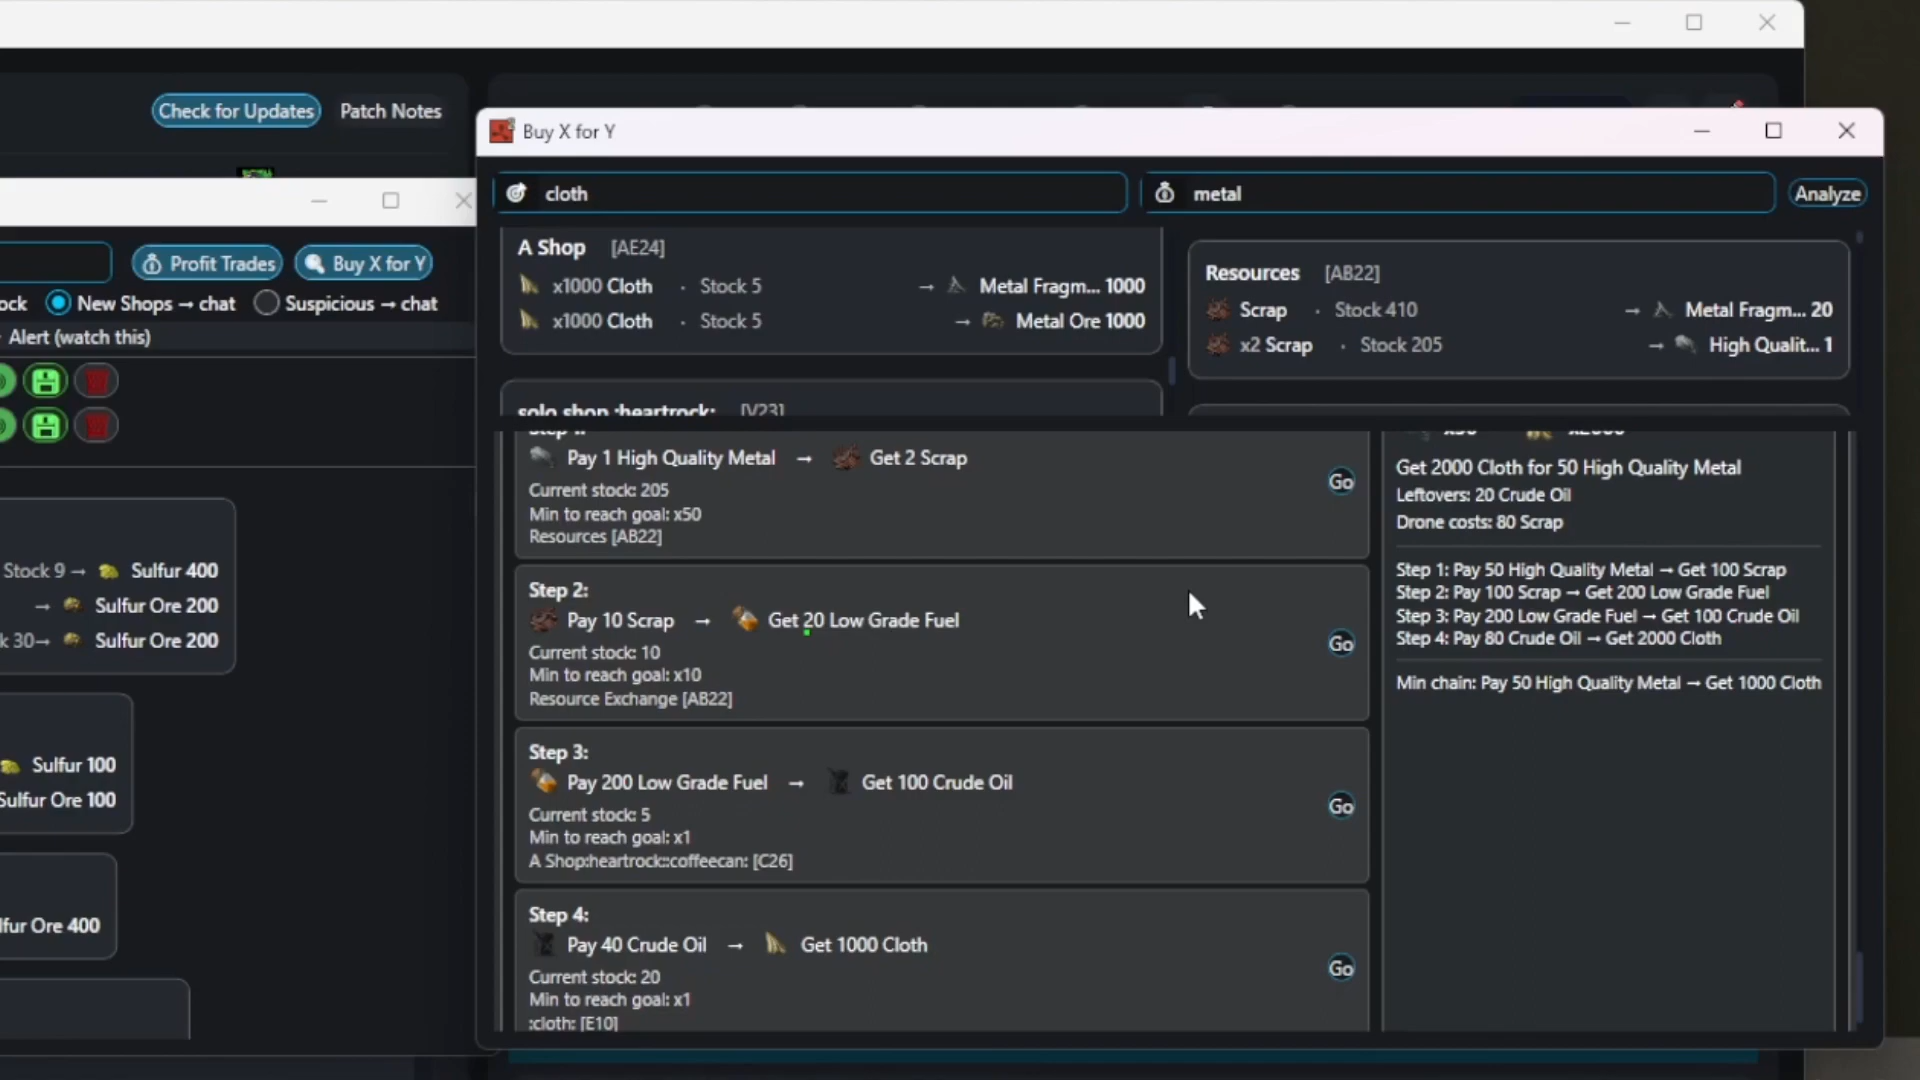 Check for Updates
Patch Notes
Buy X for Y
cloth
metal
Analyze
Profit Trades
Buy X for Y
ock
New Shops → chat
Suspicious → chat
Alert (watch this)
Stock 9 → Sulfur 400
→ Sulfur Ore 200
k 30→ Sulfur Ore 200
Sulfur 100
Sulfur Ore 100
lfur Ore 400
A Shop [AE24]
x1000 Cloth · Stock 5 → Metal Fragm... 1000
x1000 Cloth · Stock 5 → Metal Ore 1000
solo shop :heartrock: [V23]
Resources [AB22]
Scrap · Stock 410 → Metal Fragm... 20
x2 Scrap · Stock 205 → High Qualit... 1
Pay 1 High Quality Metal → Get 2 Scrap
Current stock: 205
Min to reach goal: x50
Resources [AB22]
Go
Step 2:
Pay 10 Scrap → Get 20 Low Grade Fuel
Current stock: 10
Min to reach goal: x10
Resource Exchange [AB22]
Go
Step 3:
Pay 200 Low Grade Fuel → Get 100 Crude Oil
Current stock: 5
Min to reach goal: x1
A Shop:heartrock::coffeecan: [C26]
Go
Step 4:
Pay 40 Crude Oil → Get 1000 Cloth
Current stock: 20
Min to reach goal: x1
:cloth: [E10]
Go
Get 2000 Cloth for 50 High Quality Metal
Leftovers: 20 Crude Oil
Drone costs: 80 Scrap
Step 1: Pay 50 High Quality Metal → Get 100 Scrap
Step 2: Pay 100 Scrap → Get 200 Low Grade Fuel
Step 3: Pay 200 Low Grade Fuel → Get 100 Crude Oil
Step 4: Pay 80 Crude Oil → Get 2000 Cloth
Min chain: Pay 50 High Quality Metal → Get 1000 Cloth